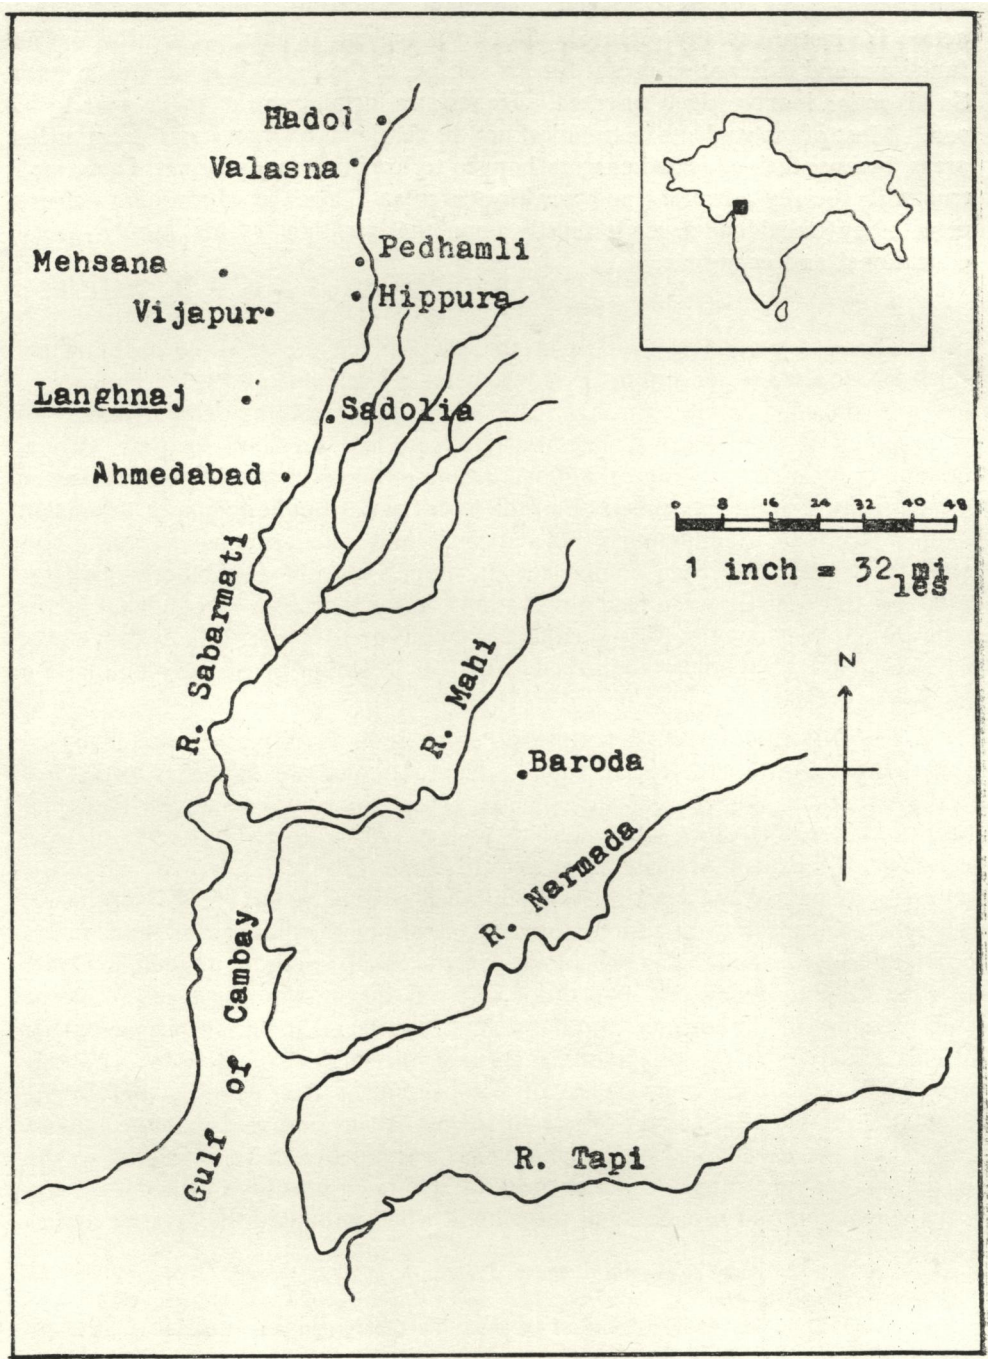 Hadol
Valasna
Pedhamli
Mehsana
Hippura
Vijapur
Langhnaj
Sadolia
Ahmedabad
0 8 16 24 32 40 48
1 inch = 32 miles
R. Sabarmati
N
R. Mahi
Baroda
R. Narmada
Gulf of Cambay
R. Tapi